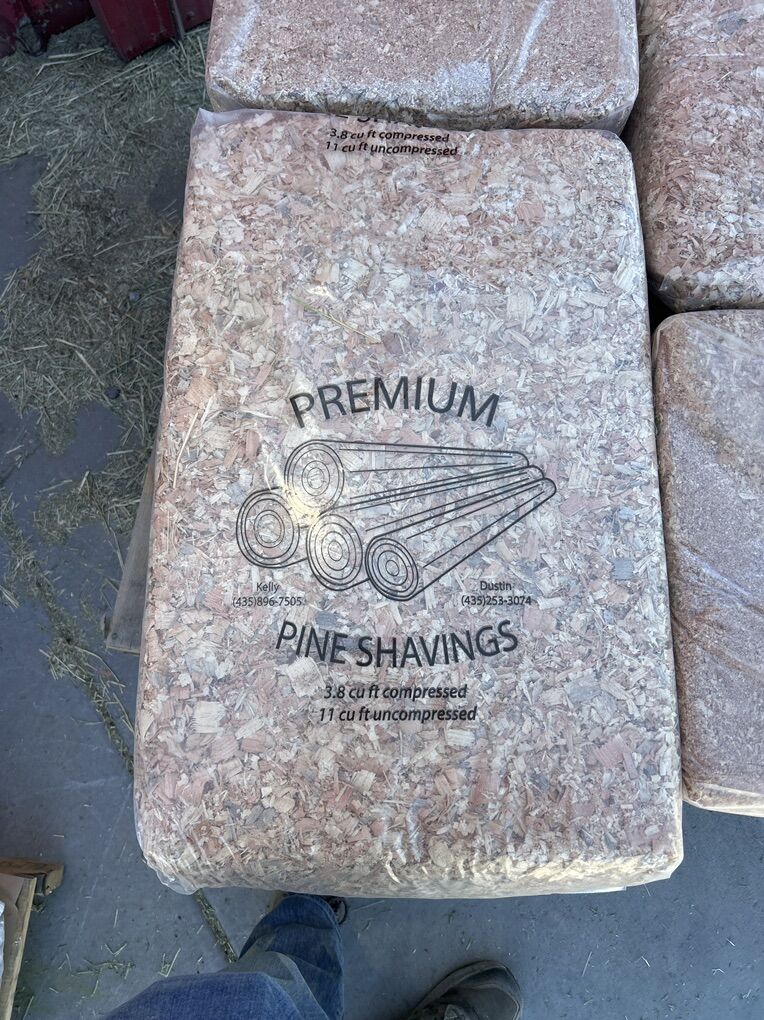 3.8 cu ft compressed
11 cu ft uncompressed
PREMIUM
Kelly
(435)896-7505
Dustin
(435)253-3074
PINE SHAVINGS
3.8 cu ft compressed
11 cu ft uncompressed